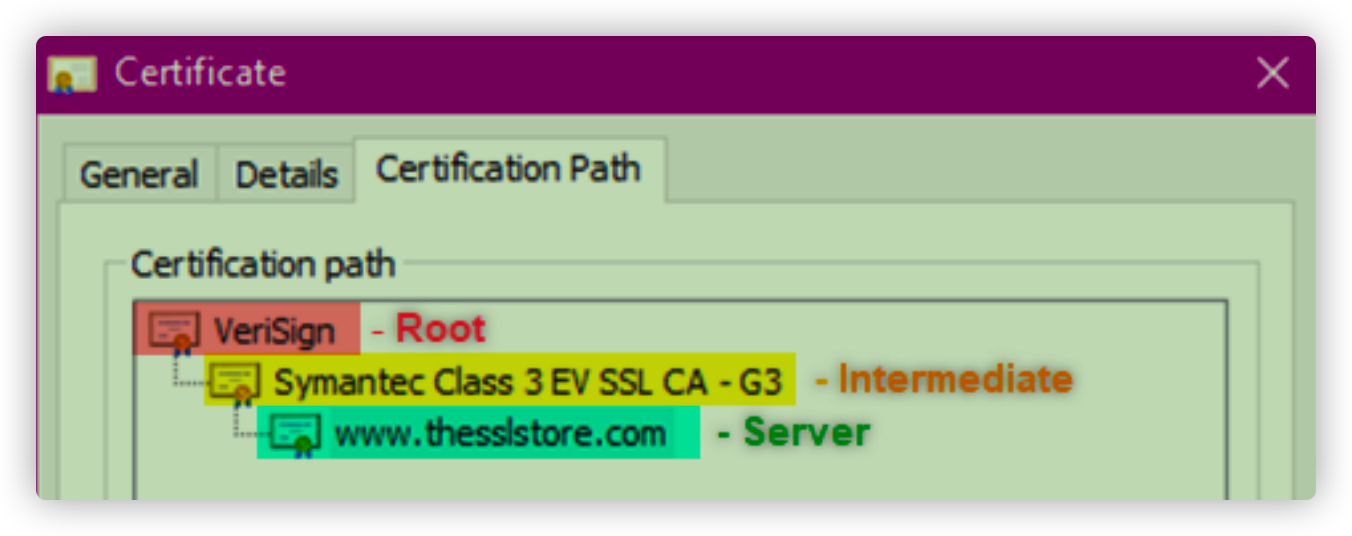 Certificate
General Details Certification Path
Certification path
VeriSign - Root
Symantec Class 3 EV SSL CA - G3 - Intermediate
www.thesslstore.com - Server